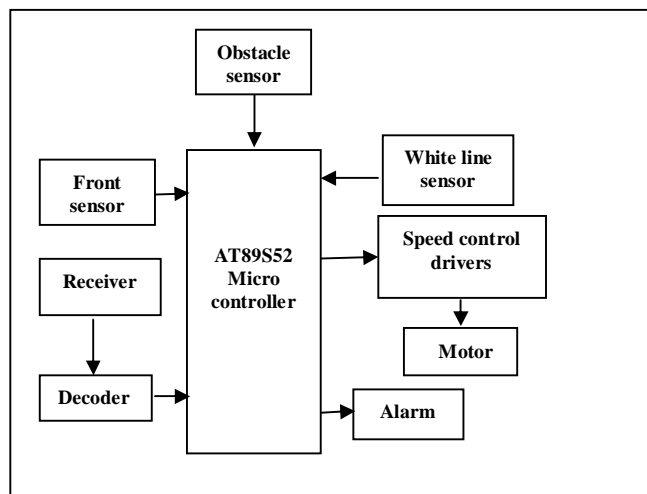 Obstacle
sensor
Front
sensor
White line
sensor
AT89S52
Micro
controller
Speed control
drivers
Receiver
Motor
Decoder
Alarm